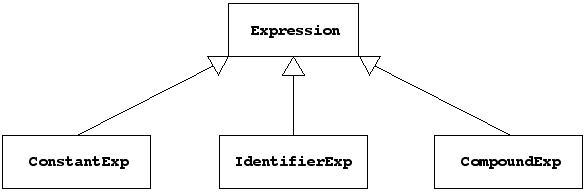 Expression
ConstantExp
IdentifierExp
CompoundExp